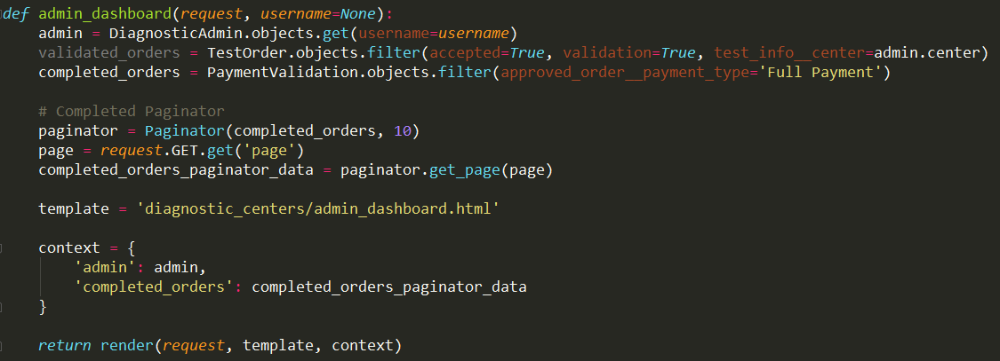 def admin_dashboard(request, username=None):
    admin = DiagnosticAdmin.objects.get(username=username)
    validated_orders = TestOrder.objects.filter(accepted=True, validation=True, test_info__center=admin.center)
    completed_orders = PaymentValidation.objects.filter(approved_order__payment_type='Full Payment')

    # Completed Paginator
    paginator = Paginator(completed_orders, 10)
    page = request.GET.get('page')
    completed_orders_paginator_data = paginator.get_page(page)

    template = 'diagnostic_centers/admin_dashboard.html'

    context = {
        'admin': admin,
        'completed_orders': completed_orders_paginator_data
    }

    return render(request, template, context)